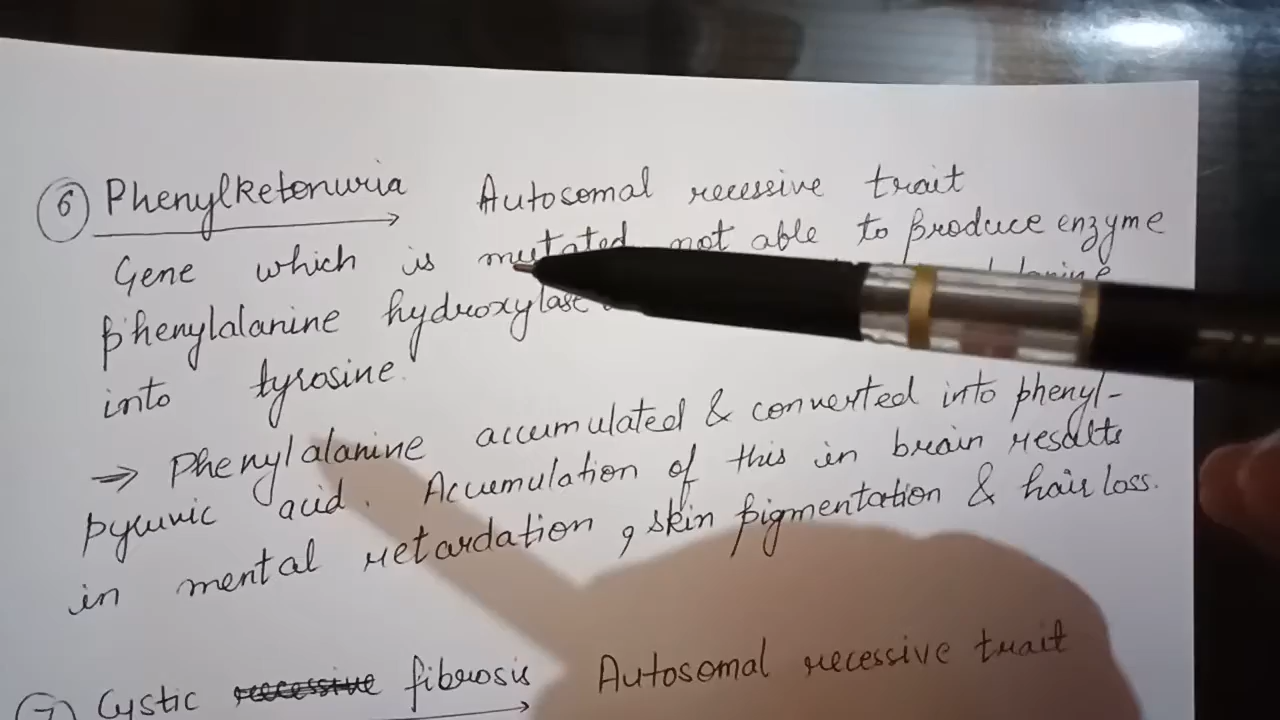 6 Phenylketonuria Autosomal recessive trait
Gene which is mutated not able to produce enzyme
phenylalanine hydroxylase
into tyrosine.
⇒ Phenylalanine accumulated & converted into phenyl-
pyruvic acid. Accumulation of this in brain results
in mental retardation, skin pigmentation & hair loss.
7 Cystic fibrosis Autosomal recessive trait